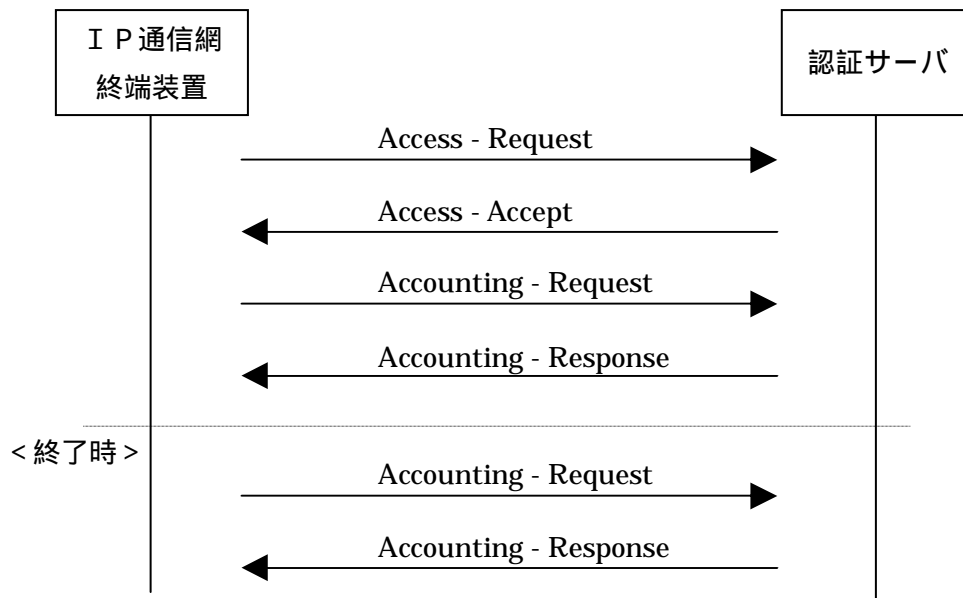 ＩＰ通信網
終端装置
認証サーバ
Access - Request
Access - Accept
Accounting - Request
Accounting - Response
<終了時>
Accounting - Request
Accounting - Response